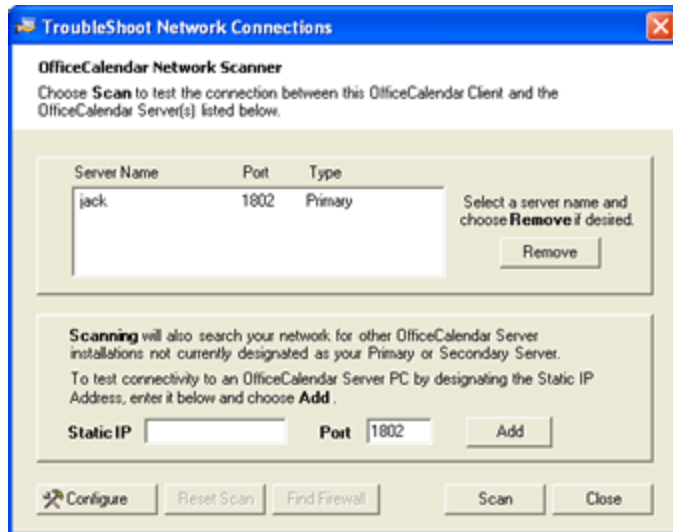 TroubleShoot Network Connections
OfficeCalendar Network Scanner
Choose Scan to test the connection between this OfficeCalendar Client and the
OfficeCalendar Server(s) listed below.
Server Name Port Type
jack 1802 Primary
Select a server name and
choose Remove if desired.
Remove
Scanning will also search your network for other OfficeCalendar Server
installations not currently designated as your Primary or Secondary Server.
To test connectivity to an OfficeCalendar Server PC by designating the Static IP
Address, enter it below and choose Add .
Static IP Port 1802 Add
Configure Reset Scan Find Firewall Scan Close